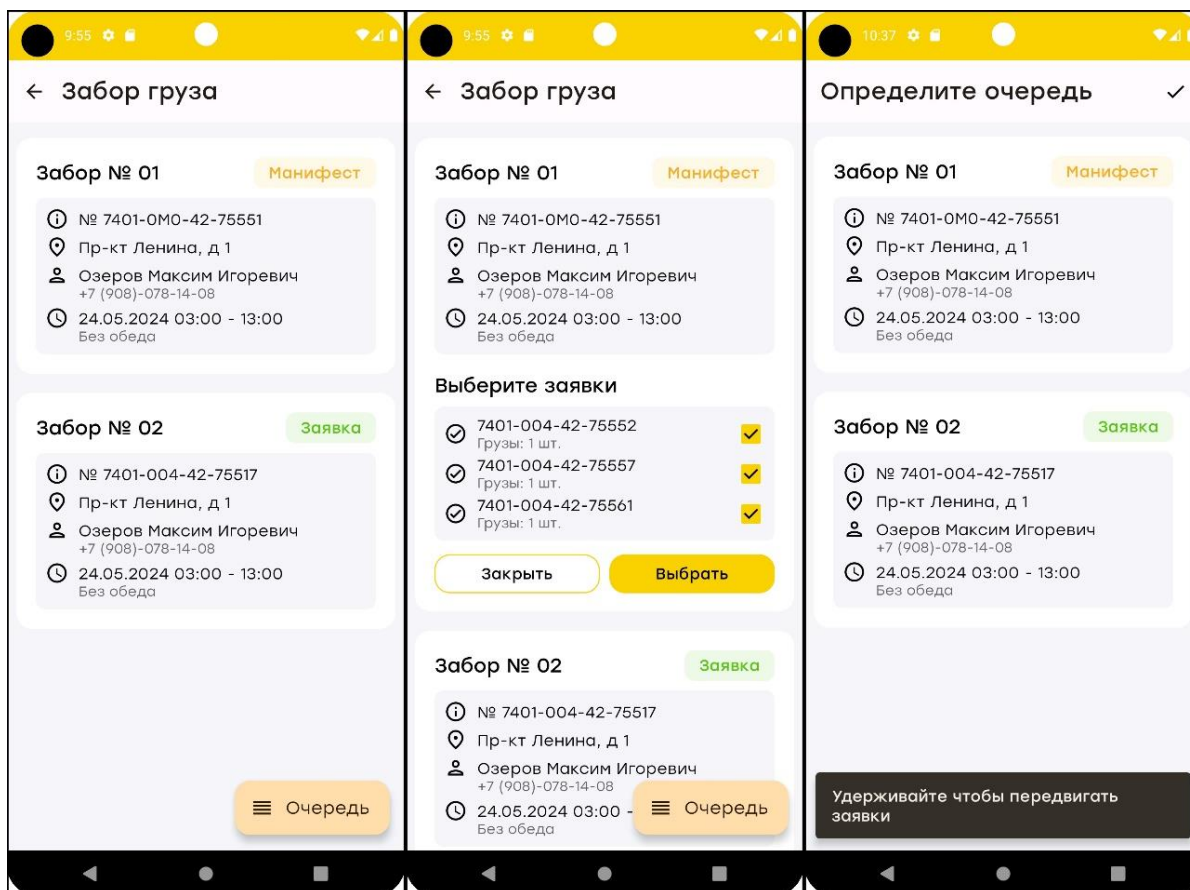 9:55
Забор груза
Забор № 01
Манифест
№ 7401-0М0-42-75551
Пр-кт Ленина, д 1
Озеров Максим Игоревич
+7 (908)-078-14-08
24.05.2024 03:00 - 13:00
Без обеда
Забор № 02
Заявка
№ 7401-004-42-75517
Пр-кт Ленина, д 1
Озеров Максим Игоревич
+7 (908)-078-14-08
24.05.2024 03:00 - 13:00
Без обеда
Очередь
9:55
Забор груза
Забор № 01
Манифест
№ 7401-0М0-42-75551
Пр-кт Ленина, д 1
Озеров Максим Игоревич
+7 (908)-078-14-08
24.05.2024 03:00 - 13:00
Без обеда
Выберите заявки
7401-004-42-75552
Грузы: 1 шт.
7401-004-42-75557
Грузы: 1 шт.
7401-004-42-75561
Грузы: 1 шт.
Закрыть
Выбрать
Забор № 02
Заявка
№ 7401-004-42-75517
Пр-кт Ленина, д 1
Озеров Максим Игоревич
+7 (908)-078-14-08
24.05.2024 03:00 -
Без обеда
Очередь
10:37
Определите очередь
Забор № 01
Манифест
№ 7401-0М0-42-75551
Пр-кт Ленина, д 1
Озеров Максим Игоревич
+7 (908)-078-14-08
24.05.2024 03:00 - 13:00
Без обеда
Забор № 02
Заявка
№ 7401-004-42-75517
Пр-кт Ленина, д 1
Озеров Максим Игоревич
+7 (908)-078-14-08
24.05.2024 03:00 - 13:00
Без обеда
Удерживайте чтобы передвигать
заявки